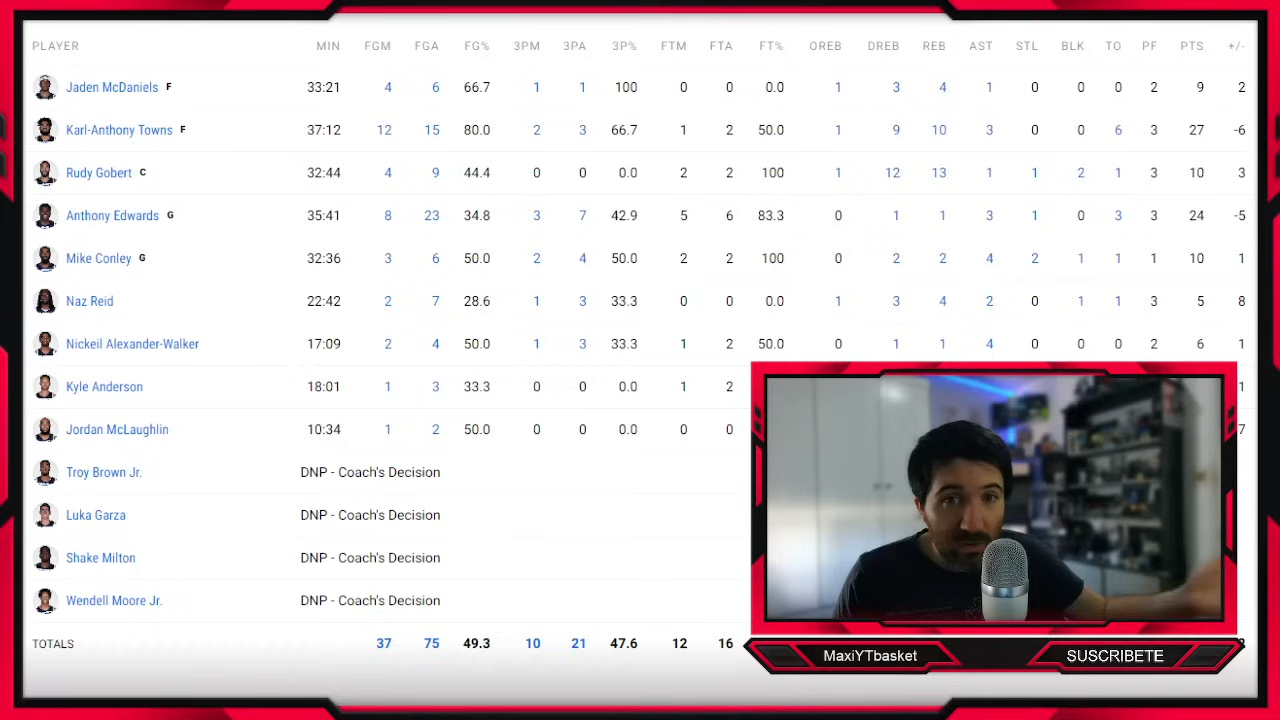 PLAYER MIN FGM FGA FG% 3PM 3PA 3P% FTM FTA FT% OREB DREB REB AST STL BLK TO PF PTS +/-
Jaden McDaniels F 33:21 4 6 66.7 1 1 100 0 0 0.0 1 3 4 1 0 0 0 2 9 2
Karl-Anthony Towns F 37:12 12 15 80.0 2 3 66.7 1 2 50.0 1 9 10 3 0 0 6 3 27 -6
Rudy Gobert C 32:44 4 9 44.4 0 0 0.0 2 2 100 1 12 13 1 1 2 1 3 10 3
Anthony Edwards G 35:41 8 23 34.8 3 7 42.9 5 6 83.3 0 1 1 3 1 0 3 3 24 -5
Mike Conley G 32:36 3 6 50.0 2 4 50.0 2 2 100 0 2 2 4 2 1 1 1 10 1
Naz Reid 22:42 2 7 28.6 1 3 33.3 0 0 0.0 1 3 4 2 0 1 1 3 5 8
Nickeil Alexander-Walker 17:09 2 4 50.0 1 3 33.3 1 2 50.0 0 1 1 4 0 0 0 2 6 1
Kyle Anderson 18:01 1 3 33.3 0 0 0.0 1 2 1
Jordan McLaughlin 10:34 1 2 50.0 0 0 0.0 0 0 7
Troy Brown Jr. DNP - Coach's Decision
Luka Garza DNP - Coach's Decision
Shake Milton DNP - Coach's Decision
Wendell Moore Jr. DNP - Coach's Decision
TOTALS 37 75 49.3 10 21 47.6 12 16
MaxiYTbasket SUSCRIBETE